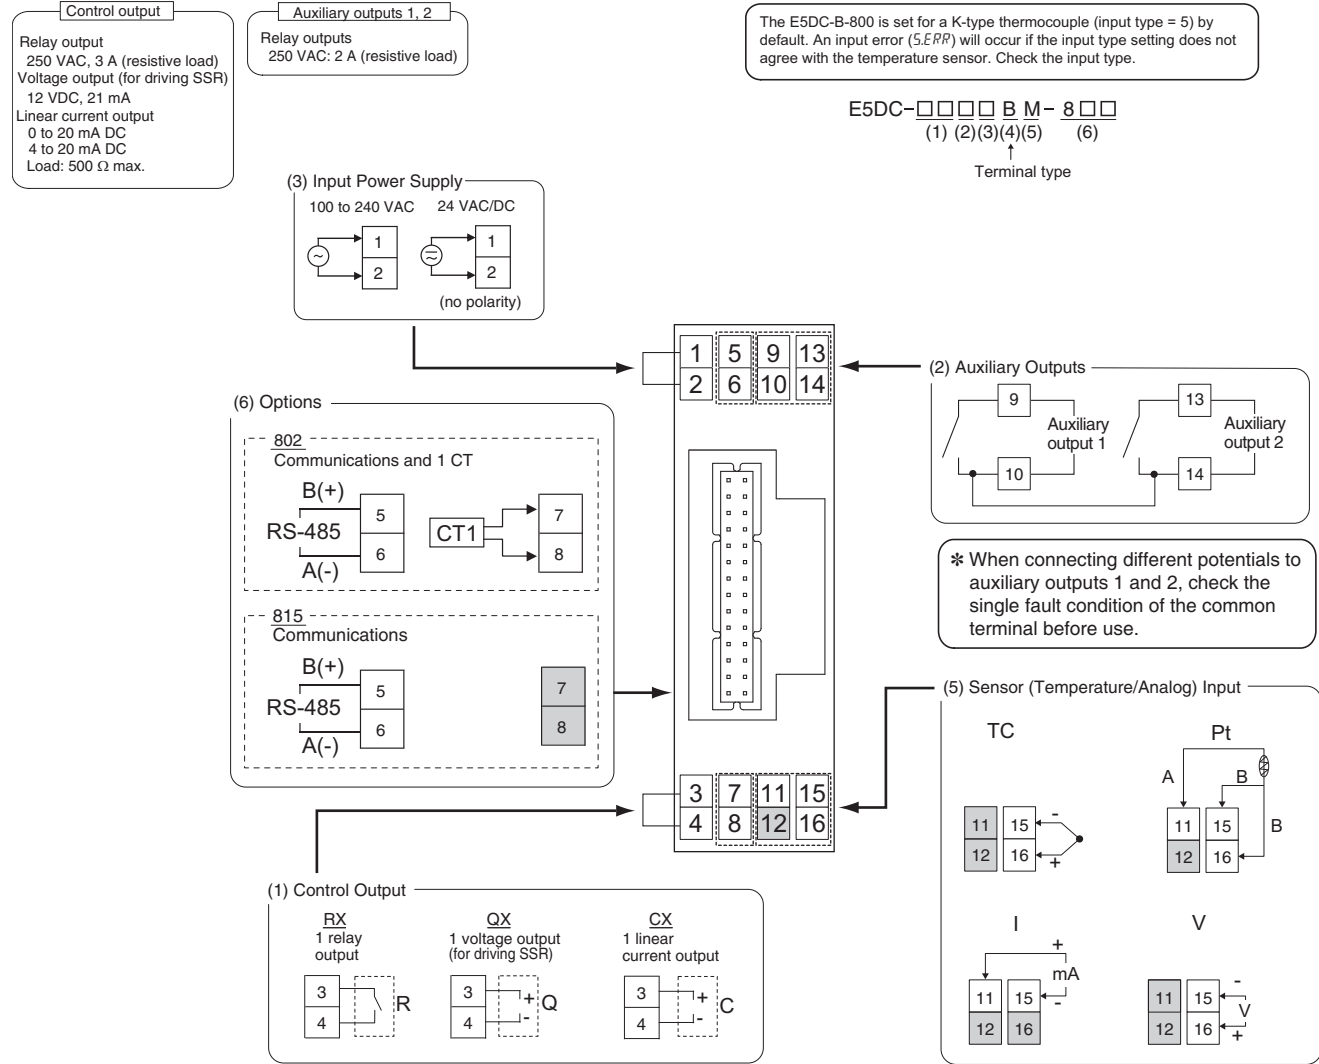 Control output
Relay output
250 VAC, 3 A (resistive load)
Voltage output (for driving SSR)
12 VDC, 21 mA
Linear current output
0 to 20 mA DC
4 to 20 mA DC
Load: 500 Ω max.
Auxiliary outputs 1, 2
Relay outputs
250 VAC: 2 A (resistive load)
The E5DC-B-800 is set for a K-type thermocouple (input type = 5) by
default. An input error (S.ERR) will occur if the input type setting does not
agree with the temperature sensor. Check the input type.
E5DC-□□□□ B M- 8□□
(1) (2)(3)(4)(5) (6)
Terminal type
(3) Input Power Supply
100 to 240 VAC 24 VAC/DC
1 1
2 2
(no polarity)
1 5 9 13
2 6 10 14
(2) Auxiliary Outputs
9 13
Auxiliary
output 1
Auxiliary
output 2
10 14
(6) Options
802
Communications and 1 CT
B(+)
5 7
RS-485 CT1
6 8
A(-)
815
Communications
B(+)
5 7
RS-485
6 8
A(-)
✽ When connecting different potentials to
auxiliary outputs 1 and 2, check the
single fault condition of the common
terminal before use.
3 7 11 15
4 8 12 16
(5) Sensor (Temperature/Analog) Input
TC
11 15 -
12 16 +
Pt
A B
11 15 B
12 16
I
+
mA
11 15 -
12 16
V
-
11 15 V
12 16 +
(1) Control Output
RX
1 relay
output
3 R
4
QX
1 voltage output
(for driving SSR)
3 + Q
4 -
CX
1 linear
current output
3 + C
4 -